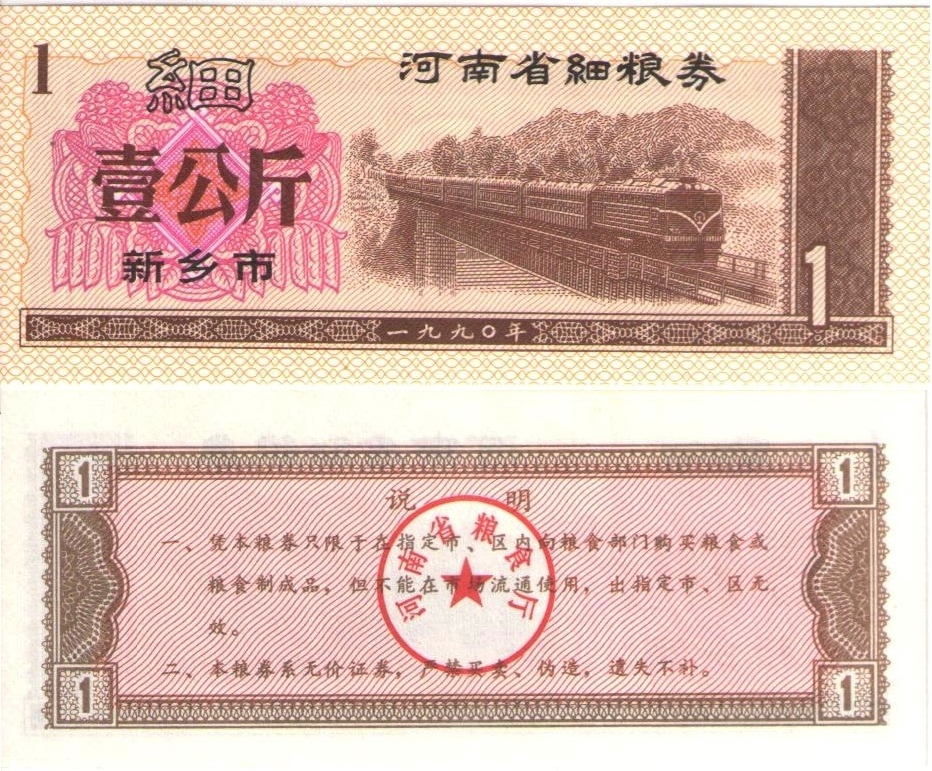 1
細
河南省細粮券
壹公斤
新乡市
1
一九九〇年
1
1
说 明
一、凭本粮券只限于在指定市、区内向粮食部门购买粮食或
粮食制成品，但不能在市场流通使用，出指定市、区无
效。
二、本粮券系无价证券，严禁买卖、伪造，遗失不补。
河南省粮食厅
1
1